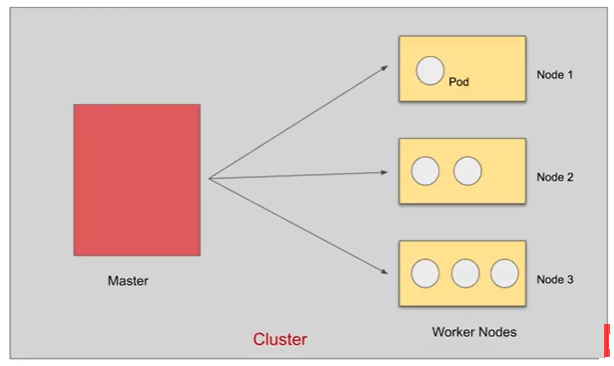 Pod
Node 1
Node 2
Node 3
Master
Worker Nodes
Cluster